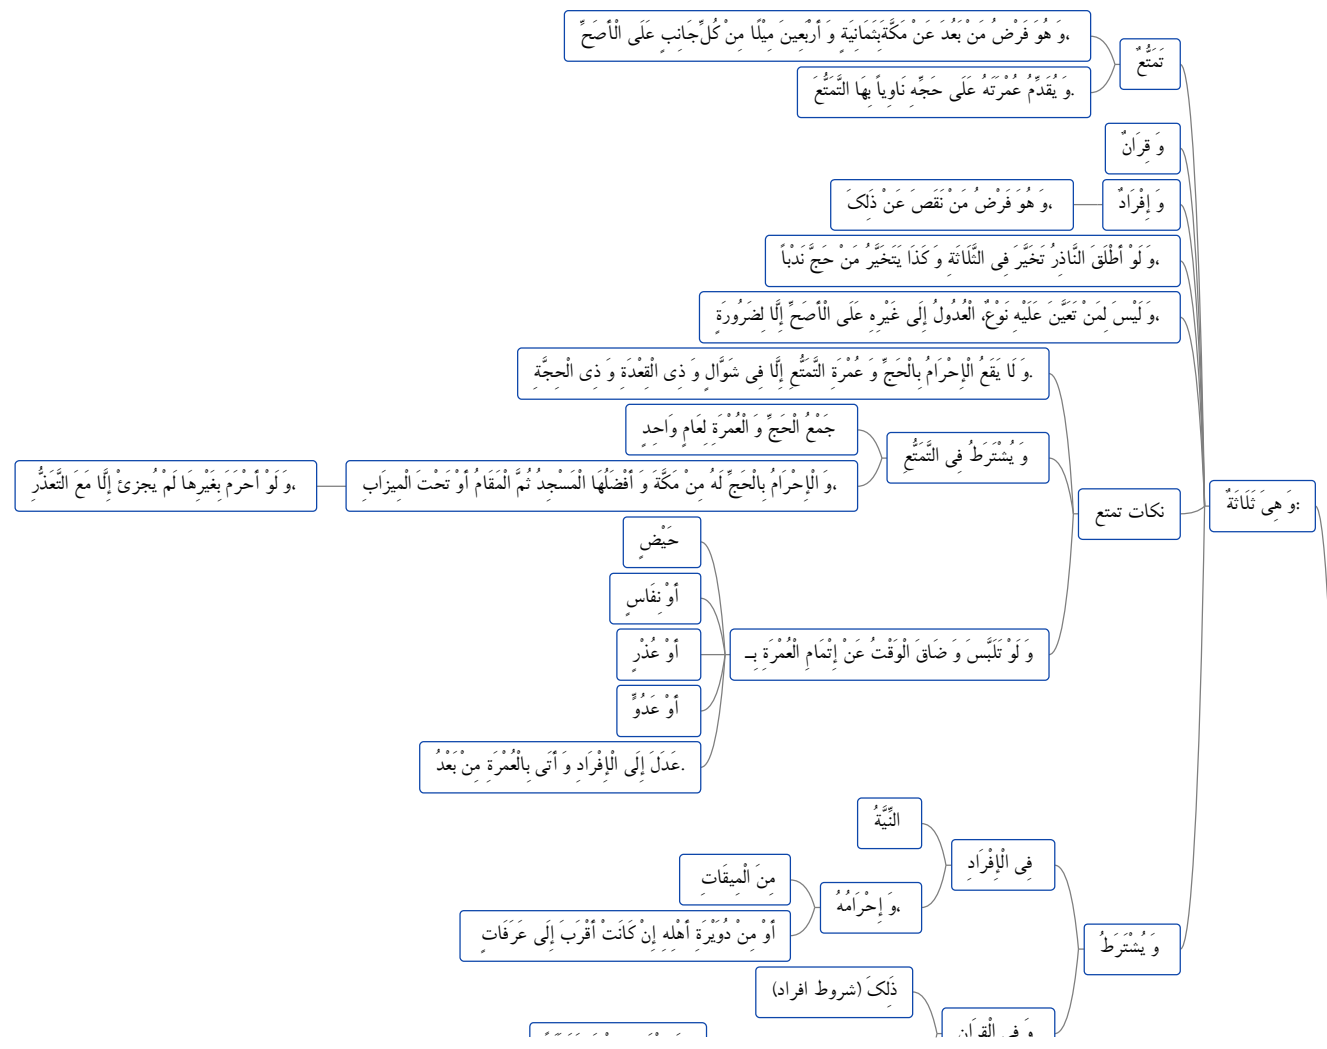 وَ هِیَ ثَلَاثَةٌ:
تَمَتُّعٌ
وَ هُوَ فَرْضُ مَنْ بَعُدَ عَنْ مَکَّةَبِثَمَانِیَةٍ وَ أَرْبَعِینَ مِیْلًا مِنْ کُلِّ جَانِبٍ عَلَی الْأَصَحِّ،
وَ یُقَدِّمُ عُمْرَتَهُ عَلَی حَجِّهِ نَاوِیاً بِهَا التَّمَتُّعَ.
وَ قِرَانٌ
وَ إِفْرَادٌ
وَ هُوَ فَرْضُ مَنْ نَقَصَ عَنْ ذَلِکَ،
وَ لَوْ أَطْلَقَ النَّاذِرُ تَخَیَّرَ فِی الثَّلَاثَةِ وَ کَذَا یَتَخَیَّرُ مَنْ حَجَّ نَدْباً،
وَ لَیْسَ لِمَنْ تَعَیَّنَ عَلَیْهِ نَوْعٌ، الْعُدُولُ إِلَی غَیْرِهِ عَلَی الْأَصَحِّ إِلَّا لِضَرُورَةٍ،
نکات تمتع
وَ لَا یَقَعُ الْإِحْرَامُ بِالْحَجِّ وَ عُمْرَةِ التَّمَتُّعِ إِلَّا فِی شَوَّالٍ وَ ذِی الْقِعْدَةِ وَ ذِی الْحِجَّةِ.
وَ یُشْتَرَطُ فِی التَّمَتُّعِ
جَمْعُ الْحَجِّ وَ الْعُمْرَةِ لِعَامٍ وَاحِدٍ
وَ الْإِحْرَامُ بِالْحَجِّ لَهُ مِنْ مَکَّةَ وَ أَفْضَلُهَا الْمَسْجِدُ ثُمَّ الْمَقَامُ أَوْ تَحْتَ الْمِیزَابِ،
وَ لَوْ أَحْرَمَ بِغَیْرِهَا لَمْ یُجزئْ إِلَّا مَعَ التَّعَذُّرِ،
وَ لَوْ تَلَبَّسَ وَ ضَاقَ الْوَقْتُ عَنْ إِتْمَامِ الْعُمْرَةِ بِـ
حَیْضٍ
أَوْ نِفَاسٍ
أَوْ عُذْرٍ
أَوْ عَدُوٍّ
عَدَلَ إِلَی الْإِفْرَادِ وَ أَتَی بِالْعُمْرَةِ مِنْ بَعْدُ.
وَ یُشْتَرَطُ
فِی الْإِفْرَادِ
النِّیَّةُ
وَ إِحْرَامُهُ،
مِنَ الْمِیقَاتِ
أَوْ مِنْ دُوَیْرَةِ أَهْلِهِ إِنْ کَانَتْ أَقْرَبَ إِلَی عَرَفَاتٍ
وَ فِی الْقِرَانِ
ذَلِکَ (شروط افراد)